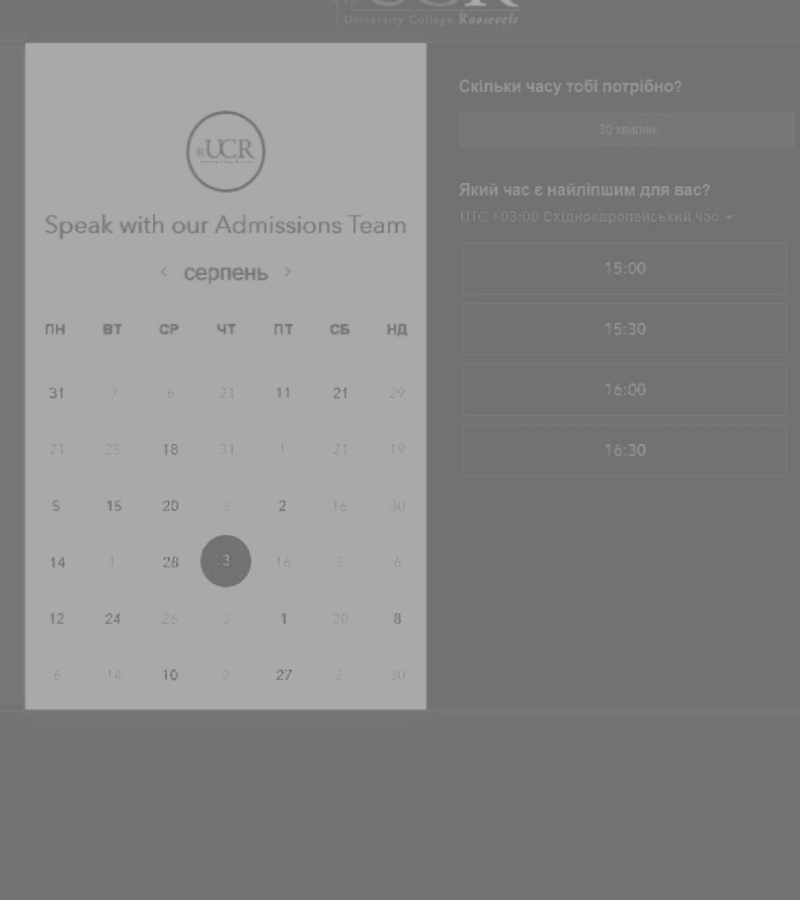 UCR
University College Roosevelt
UCR
Speak with our Admissions Team
серпень
ПН ВТ СР ЧТ ПТ СБ НД
31 7 6 21 11 21 29
21 25 18 31 1 21 19
5 15 20 3 2 16 30
14 1 28 3 16 3 6
12 24 26 3 1 20 8
6 14 10 2 27 2 30
Скільки часу тобі потрібно?
30 хвилин
Який час є найліпшим для вас?
UTC +03:00 Східноєвропейський час
15:00
15:30
16:00
16:30